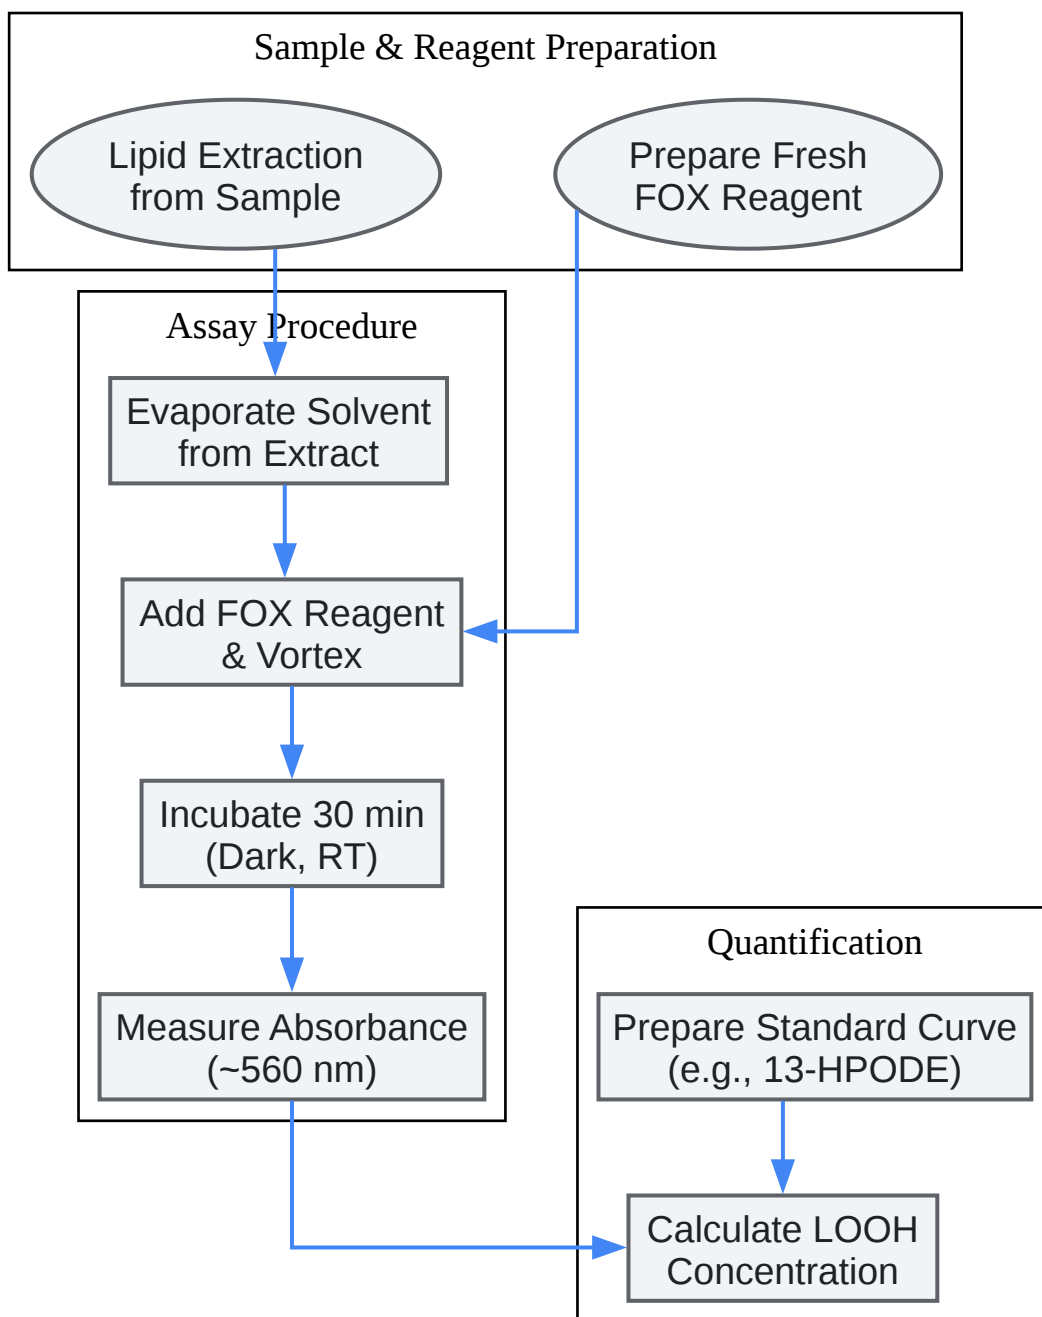 Sample & Reagent Preparation
Lipid Extraction
from Sample
Prepare Fresh
FOX Reagent
Assay Procedure
Evaporate Solvent
from Extract
Add FOX Reagent
& Vortex
Incubate 30 min
(Dark, RT)
Measure Absorbance
(~560 nm)
Quantification
Prepare Standard Curve
(e.g., 13-HPODE)
Calculate LOOH
Concentration